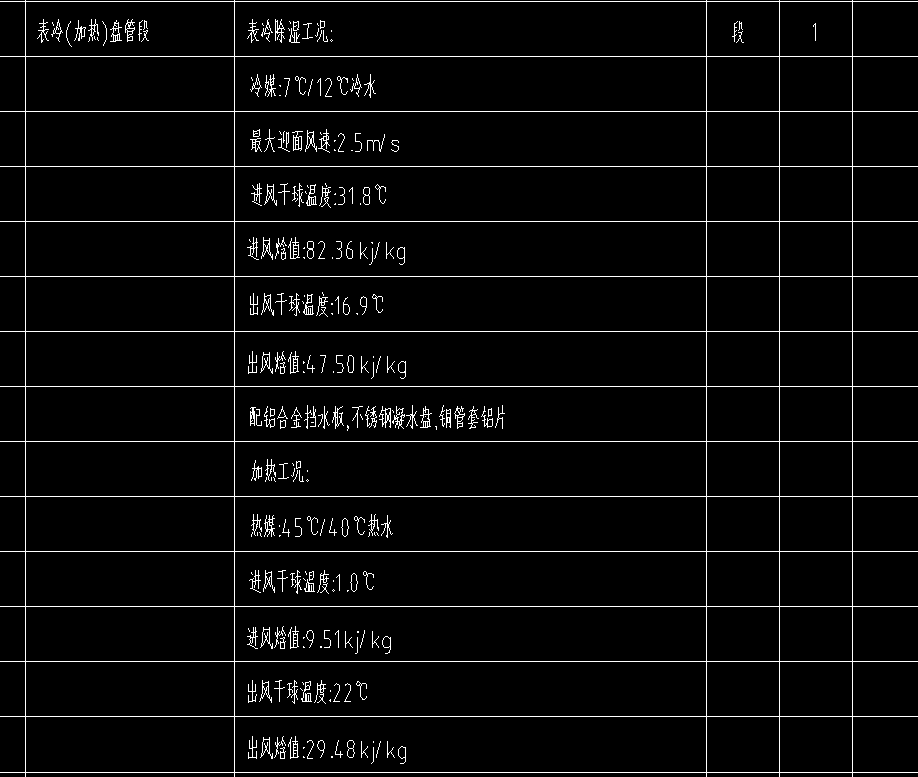 表冷(加热)盘管段 表冷除湿工况: 段 1
冷媒:7℃/12℃冷水
最大迎面风速:2.5m/s
进风干球温度:31.8℃
进风焓值:82.36kj/kg
出风干球温度:16.9℃
出风焓值:47.50kj/kg
配铝合金挡水板,不锈钢凝水盘,铜管套铝片
加热工况:
热媒:45℃/40℃热水
进风干球温度:1.0℃
进风焓值:9.51kj/kg
出风干球温度:22℃
出风焓值:29.48kj/kg